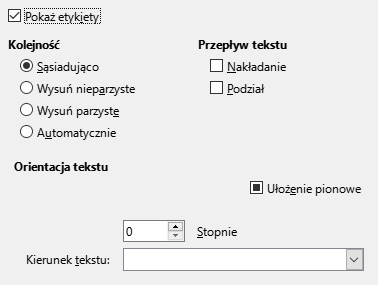 Pokaż etykiety
Kolejność
Przepływ tekstu
Sąsiadująco
Nakładanie
Wysuń nieparzyste
Podział
Wysuń parzyste
Automatycznie
Orientacja tekstu
Ułożenie pionowe
0
Stopnie
Kierunek tekstu: